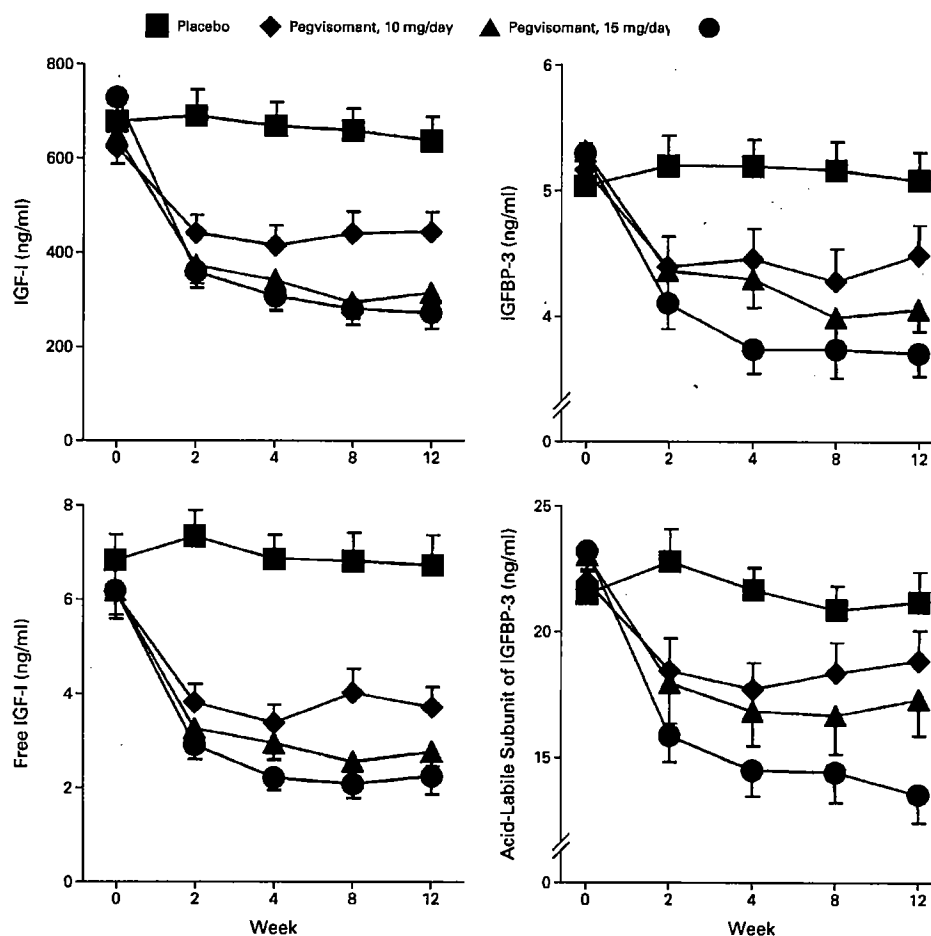 Placebo Pegvisomant, 10 mg/day Pegvisomant, 15 mg/day
800
600
400
200
0
IGF-I (ng/ml)
0 2 4 8 12
6
5
4
0
IGFBP-3 (ng/ml)
0 2 4 8 12
8
6
4
2
0
Free IGF-I (ng/ml)
0 2 4 8 12
Week
25
20
15
0
Acid-Labile Subunit of IGFBP-3 (ng/ml)
0 2 4 8 12
Week